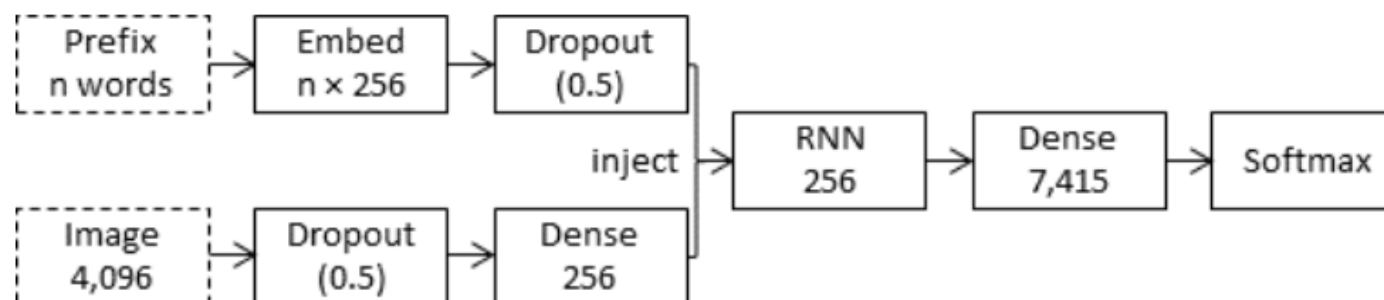 Prefix
n words
Embed
n × 256
Dropout
(0.5)
inject
RNN
256
Dense
7,415
Softmax
Image
4,096
Dropout
(0.5)
Dense
256